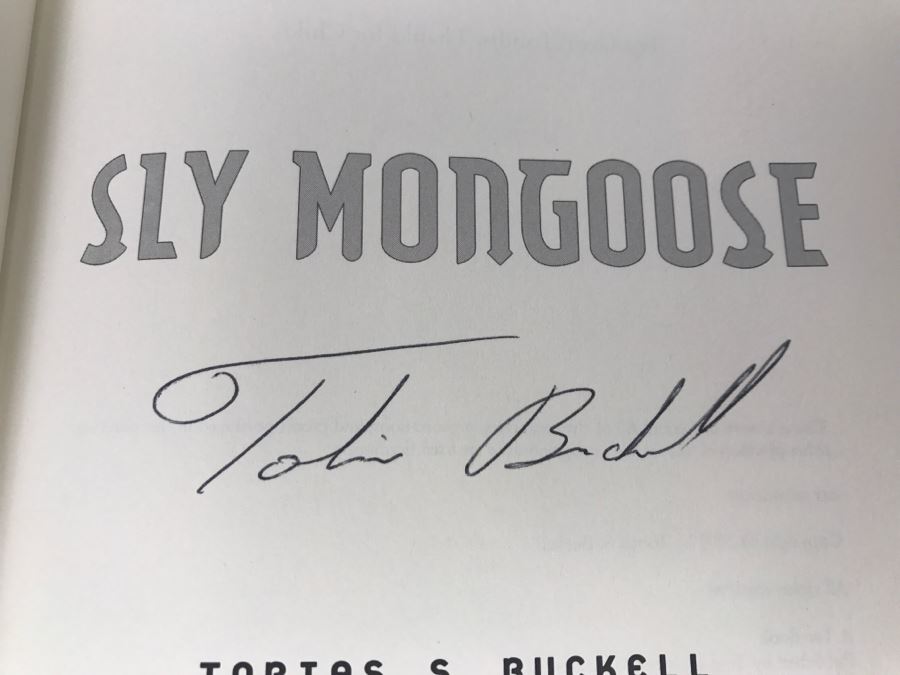 SLY MONGOOSE
Tobias Buckell
TOBIAS S. BUCKELL